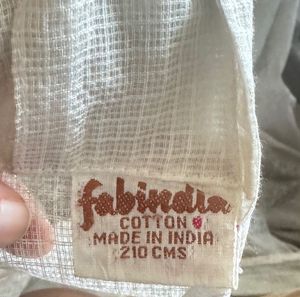 fabindia
COTTON
MADE IN INDIA
210 CMS